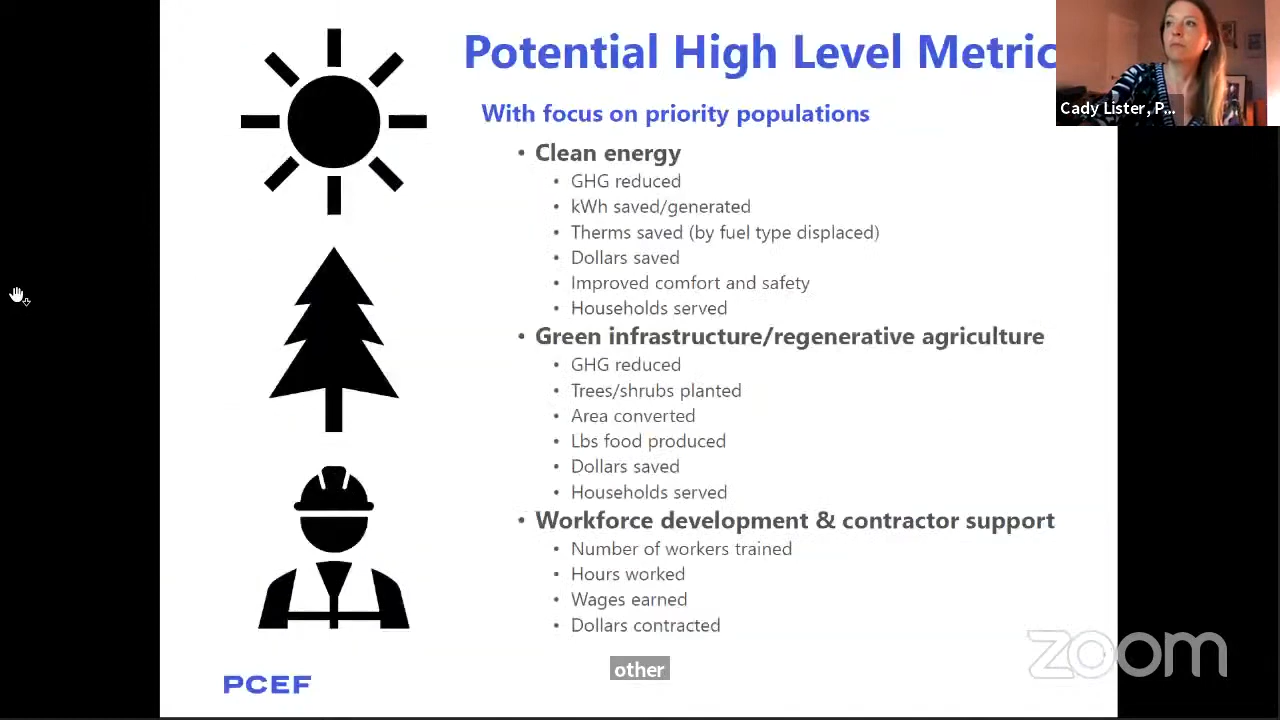 Potential High Level Metric
Cady Lister, P...
With focus on priority populations
• Clean energy
• GHG reduced
• kWh saved/generated
• Therms saved (by fuel type displaced)
• Dollars saved
• Improved comfort and safety
• Households served
• Green infrastructure/regenerative agriculture
• GHG reduced
• Trees/shrubs planted
• Area converted
• Lbs food produced
• Dollars saved
• Households served
• Workforce development & contractor support
• Number of workers trained
• Hours worked
• Wages earned
• Dollars contracted
zoom
other
PCEF